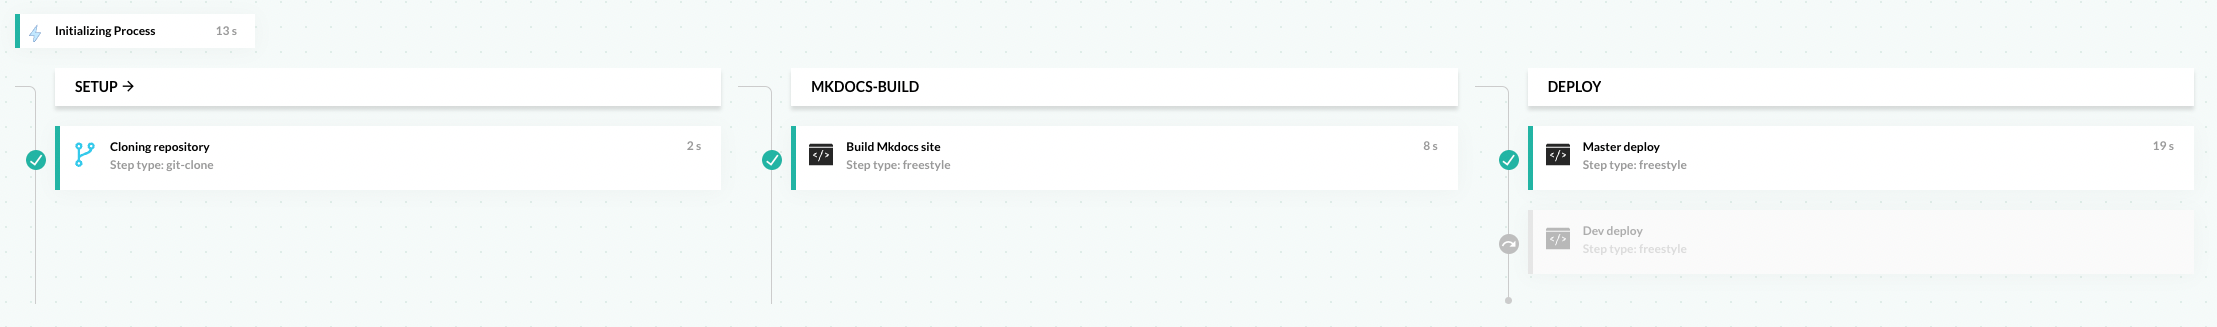 Initializing Process 13 s
SETUP →
Cloning repository 2 s
Step type: git-clone
MKDOCS-BUILD
Build Mkdocs site 8 s
Step type: freestyle
DEPLOY
Master deploy 19 s
Step type: freestyle
Dev deploy
Step type: freestyle